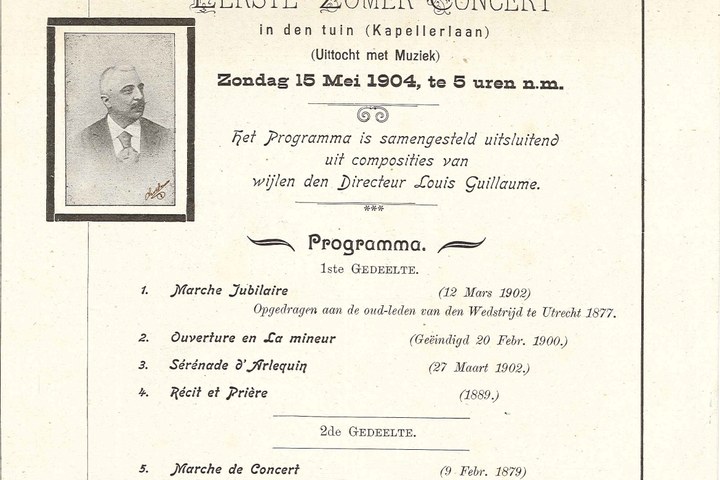 EERSTE ZOMER CONCERT
in den tuin (Kapellerlaan)
(Uittocht met Muziek)
Zondag 15 Mei 1904, te 5 uren n.m.
Het Programma is samengesteld uitsluitend
uit composities van
wijlen den Directeur Louis Guillaume.
***
Programma.
1ste GEDEELTE.
1. Marche Jubilaire (12 Mars 1902)
Opgedragen aan de oud-leden van den Wedstrijd te Utrecht 1877.
2. Ouverture en La mineur (Geëindigd 20 Febr. 1900.)
3. Sérénade d'Arlequin (27 Maart 1902.)
4. Récit et Prière (1889.)
2de GEDEELTE.
5. Marche de Concert (9 Febr. 1879)